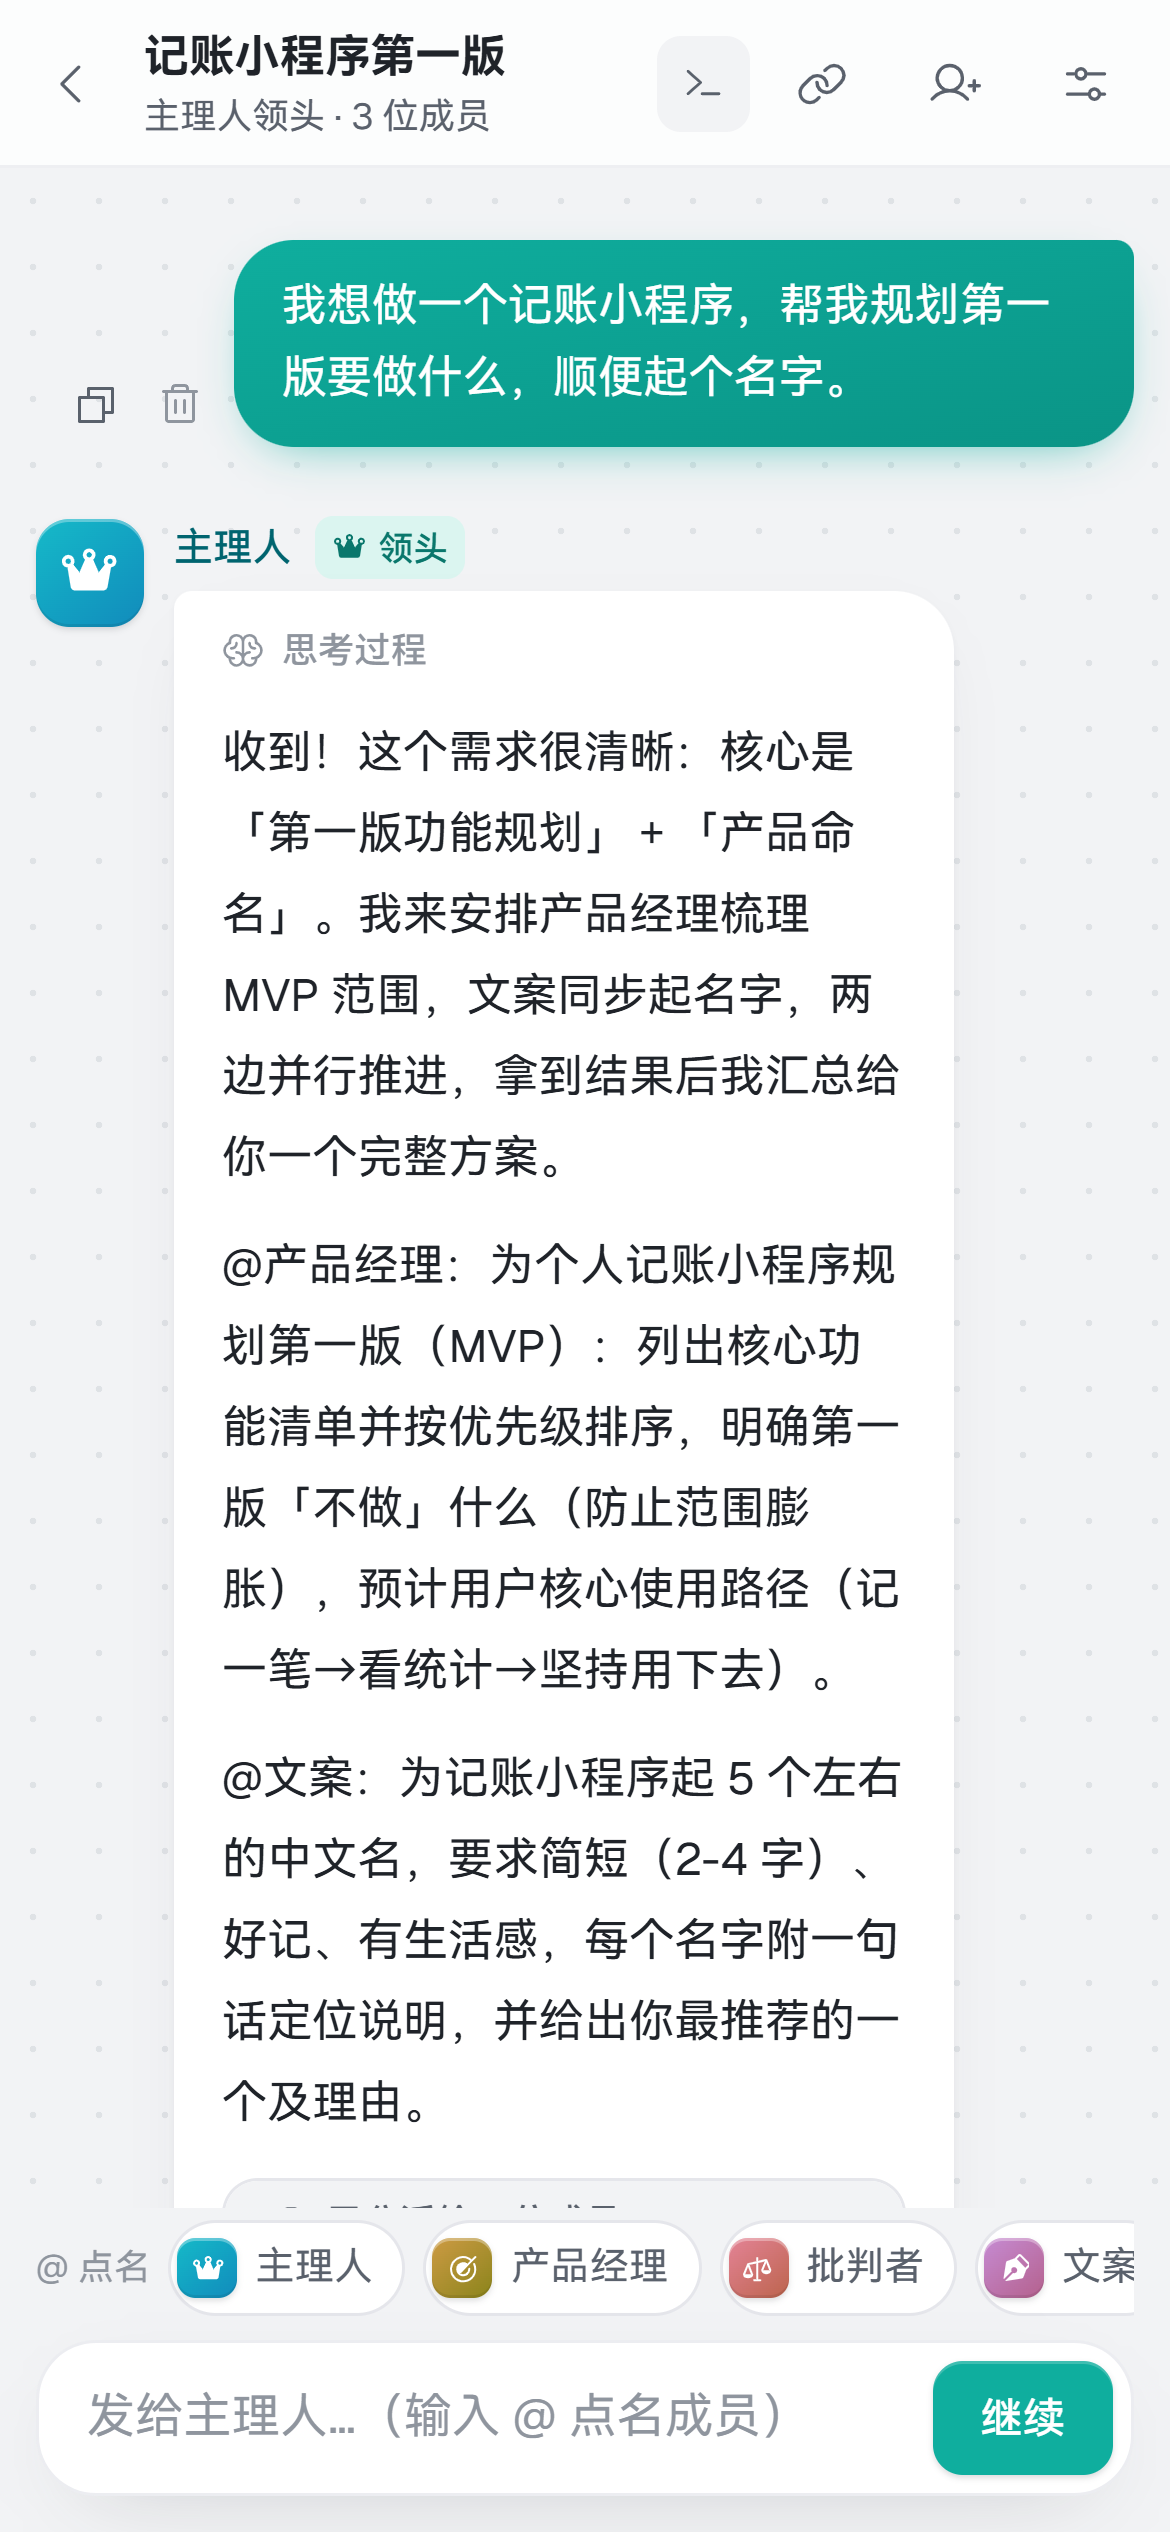 记账小程序第一版
主理人领头 · 3 位成员
我想做一个记账小程序，帮我规划第一
版要做什么，顺便起个名字。
主理人
领头
思考过程
收到！这个需求很清晰：核心是
「第一版功能规划」 + 「产品命
名」。我来安排产品经理梳理
MVP 范围，文案同步起名字，两
边并行推进，拿到结果后我汇总给
你一个完整方案。
@产品经理：为个人记账小程序规
划第一版（MVP）：列出核心功
能清单并按优先级排序，明确第一
版「不做」什么（防止范围膨
胀），预计用户核心使用路径（记
一笔→看统计→坚持用下去）。
@文案：为记账小程序起 5 个左右
的中文名，要求简短（2-4 字）、
好记、有生活感，每个名字附一句
话定位说明，并给出你最推荐的一
个及理由。
@ 点名
主理人
产品经理
批判者
文案
发给主理人...（输入 @ 点名成员）
继续